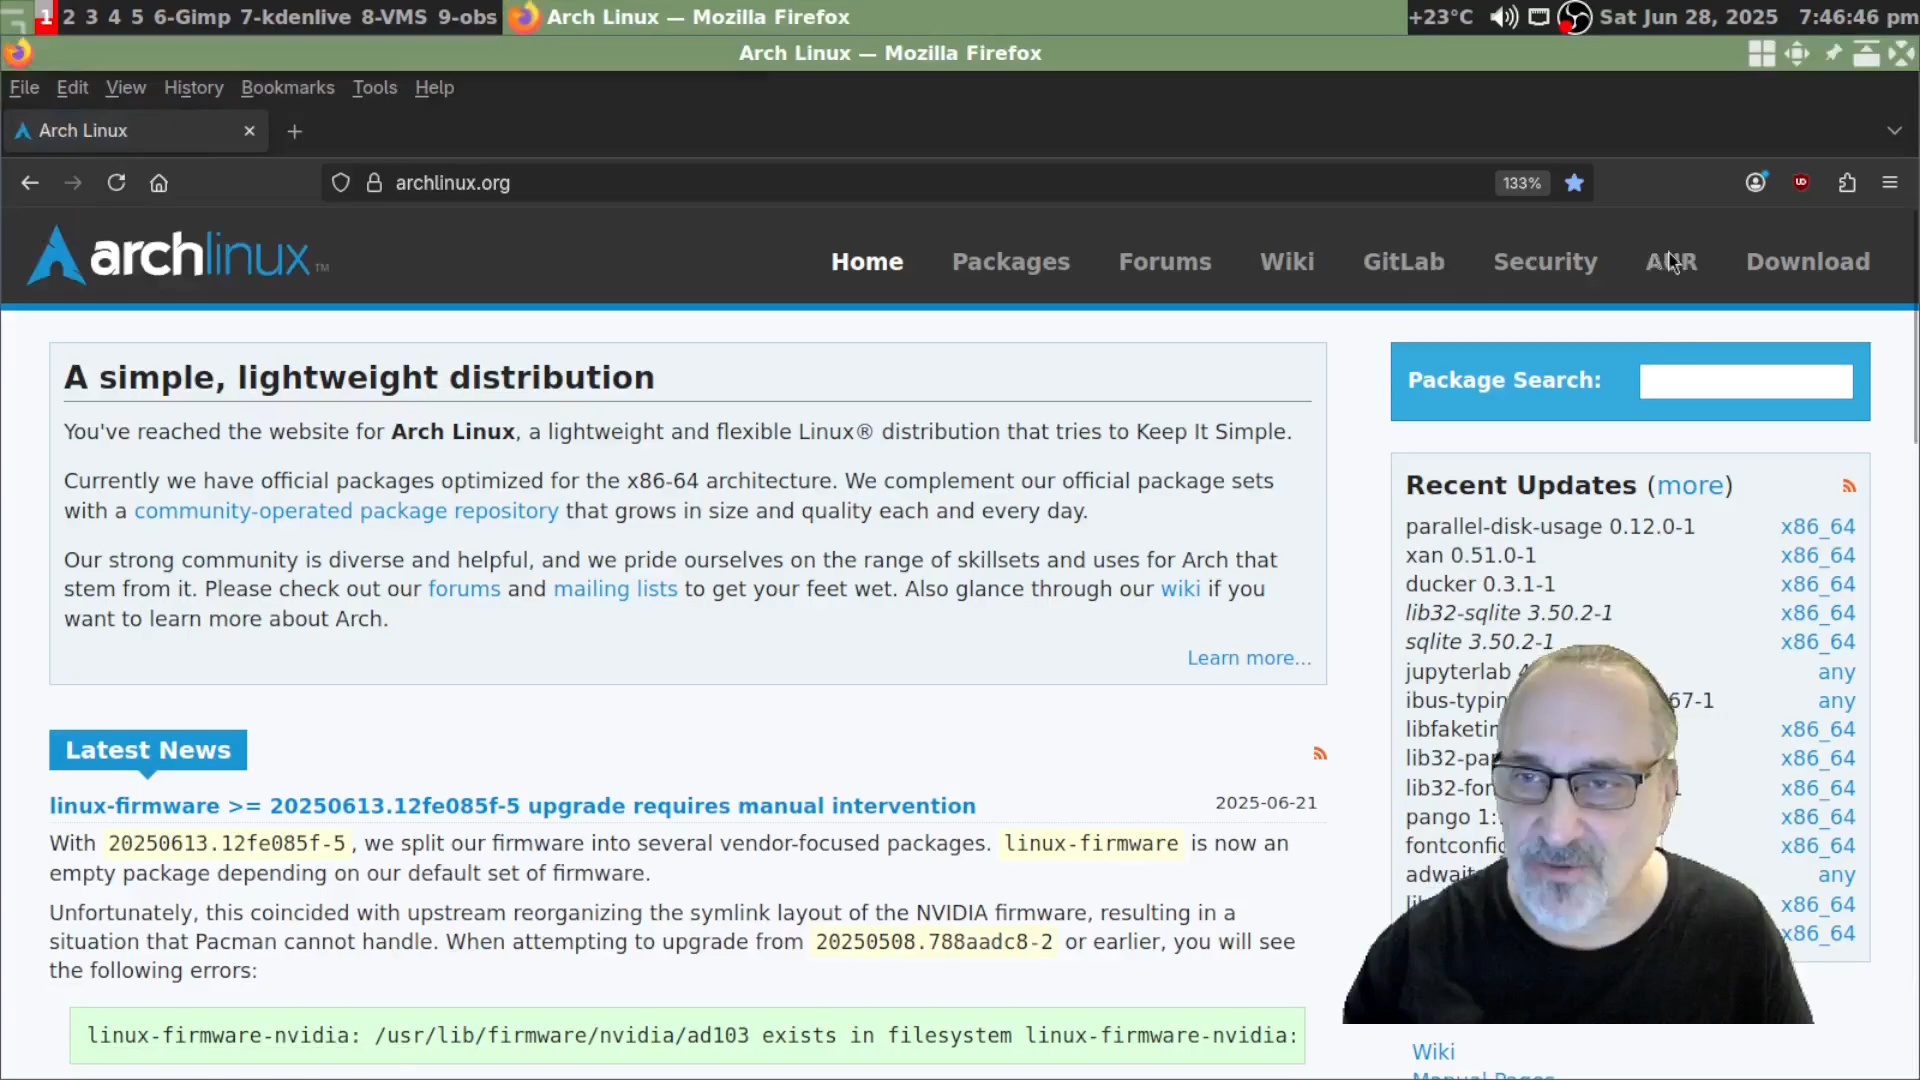 1 2 3 4 5 6-Gimp 7-kdenlive 8-VMS 9-obs Arch Linux — Mozilla Firefox +23°C Sat Jun 28, 2025 7:46:46 pm
Arch Linux — Mozilla Firefox
File Edit View History Bookmarks Tools Help
Arch Linux
archlinux.org 133%
archlinux™
Home Packages Forums Wiki GitLab Security AUR Download
A simple, lightweight distribution
You've reached the website for Arch Linux, a lightweight and flexible Linux® distribution that tries to Keep It Simple.
Currently we have official packages optimized for the x86-64 architecture. We complement our official package sets
with a community-operated package repository that grows in size and quality each and every day.
Our strong community is diverse and helpful, and we pride ourselves on the range of skillsets and uses for Arch that
stem from it. Please check out our forums and mailing lists to get your feet wet. Also glance through our wiki if you
want to learn more about Arch.
Learn more...
Latest News
linux-firmware >= 20250613.12fe085f-5 upgrade requires manual intervention 2025-06-21
With 20250613.12fe085f-5, we split our firmware into several vendor-focused packages. linux-firmware is now an
empty package depending on our default set of firmware.
Unfortunately, this coincided with upstream reorganizing the symlink layout of the NVIDIA firmware, resulting in a
situation that Pacman cannot handle. When attempting to upgrade from 20250508.788aadc8-2 or earlier, you will see
the following errors:
linux-firmware-nvidia: /usr/lib/firmware/nvidia/ad103 exists in filesystem linux-firmware-nvidia:
Package Search:
Recent Updates (more)
parallel-disk-usage 0.12.0-1 x86_64
xan 0.51.0-1 x86_64
ducker 0.3.1-1 x86_64
lib32-sqlite 3.50.2-1 x86_64
sqlite 3.50.2-1 x86_64
jupyterlab any
67-1 any
x86_64
x86_64
x86_64
pango x86_64
x86_64
any
x86_64
x86_64
Wiki
Manual Pages